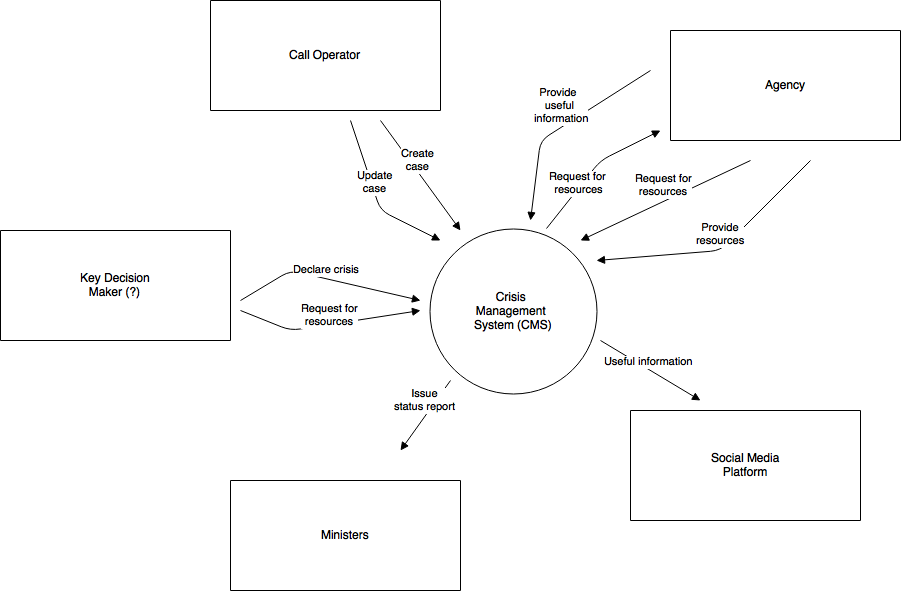 Call Operator
Agency
Provide
useful
information
Create
case
Update
case
Request for
resources
Request for
resources
Provide
resources
Key Decision
Maker (?)
Declare crisis
Request for
resources
Crisis
Management
System (CMS)
Useful information
Issue
status report
Social Media
Platform
Ministers